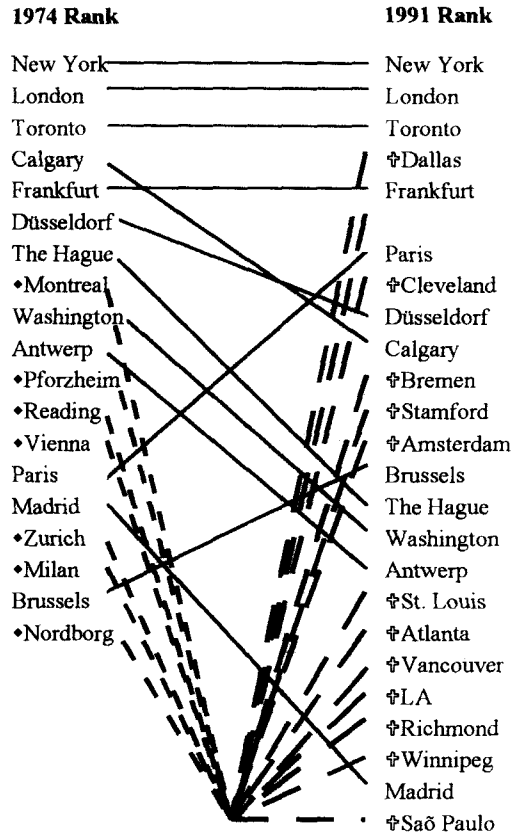 1974 Rank
New York
London
Toronto
Calgary
Frankfurt
Düsseldorf
The Hague
◆Montreal
Washington
Antwerp
◆Pforzheim
◆Reading
◆Vienna
Paris
Madrid
◆Zurich
◆Milan
Brussels
◆Nordborg
1991 Rank
New York
London
Toronto
✞Dallas
Frankfurt
Paris
✞Cleveland
Düsseldorf
Calgary
✞Bremen
✞Stamford
✞Amsterdam
Brussels
The Hague
Washington
Antwerp
✞St. Louis
✞Atlanta
✞Vancouver
✞LA
✞Richmond
✞Winnipeg
Madrid
✞Saõ Paulo